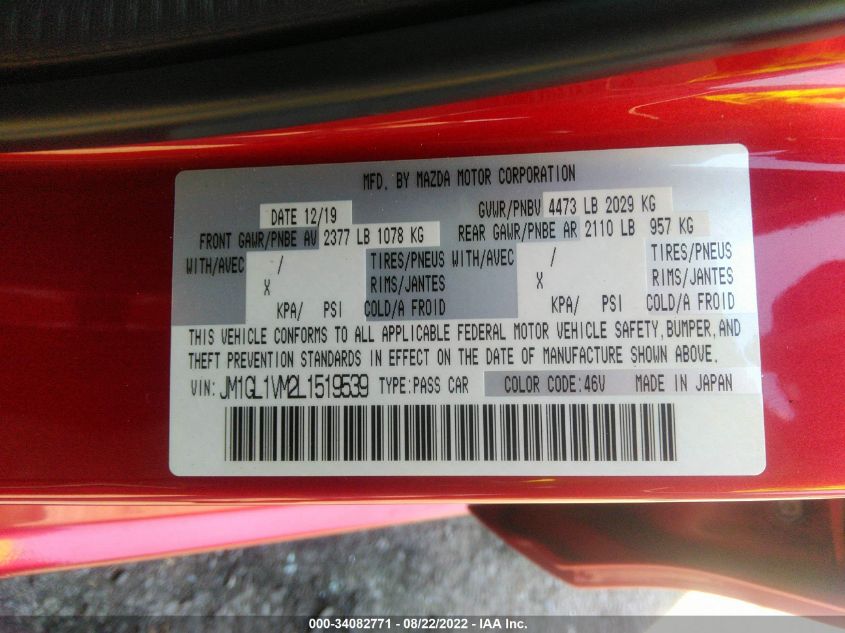 MFD. BY MAZDA MOTOR CORPORATION
DATE 12/19 GVWR/PNBV 4473 LB 2029 KG
FRONT GAWR/PNBE AV 2377 LB 1078 KG REAR GAWR/PNBE AR 2110 LB 957 KG
WITH/AVEC / TIRES/PNEUS WITH/AVEC / TIRES/PNEUS
X RIMS/JANTES X RIMS/JANTES
KPA/ PSI COLD/A FROID KPA/ PSI COLD/A FROID
THIS VEHICLE CONFORMS TO ALL APPLICABLE FEDERAL MOTOR VEHICLE SAFETY, BUMPER, AND
THEFT PREVENTION STANDARDS IN EFFECT ON THE DATE OF MANUFACTURE SHOWN ABOVE.
VIN: JM1GL1VM2L1519539 TYPE:PASS CAR COLOR CODE:46V MADE IN JAPAN
000-34082771 - 08/22/2022 - IAA Inc.